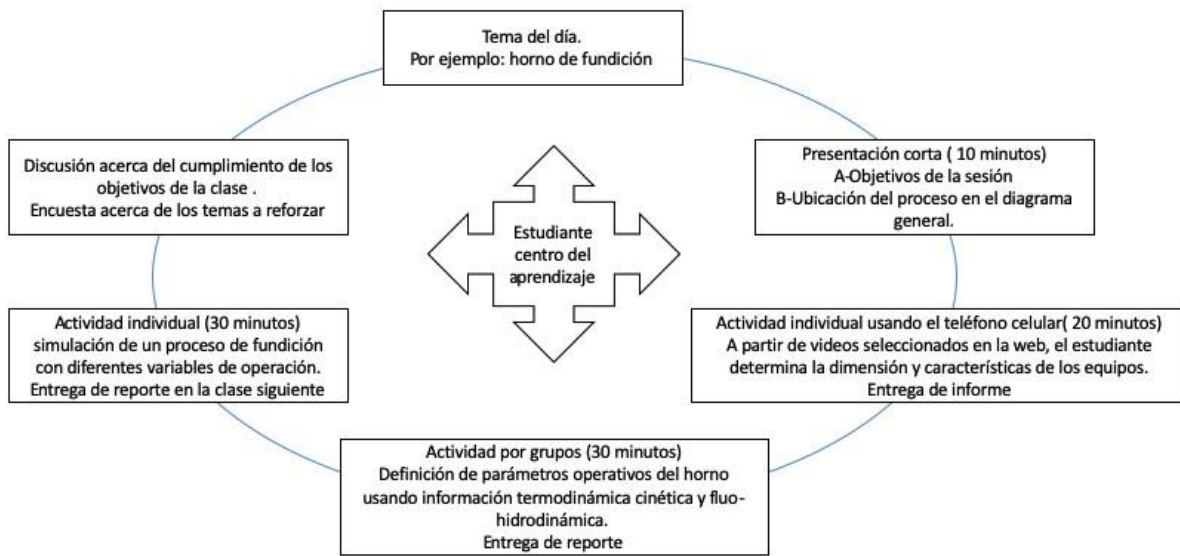 Tema del día.
Por ejemplo: horno de fundición
Presentación corta ( 10 minutos)
A-Objetivos de la sesión
B-Ubicación del proceso en el diagrama
general.
Actividad individual usando el teléfono celular( 20 minutos)
A partir de videos seleccionados en la web, el estudiante
determina la dimensión y características de los equipos.
Entrega de informe
Actividad por grupos (30 minutos)
Definición de parámetros operativos del horno
usando información termodinámica cinética y fluo-
hidrodinámica.
Entrega de reporte
Actividad individual (30 minutos)
simulación de un proceso de fundición
con diferentes variables de operación.
Entrega de reporte en la clase siguiente
Discusión acerca del cumplimiento de los
objetivos de la clase .
Encuesta acerca de los temas a reforzar
Estudiante
centro del
aprendizaje